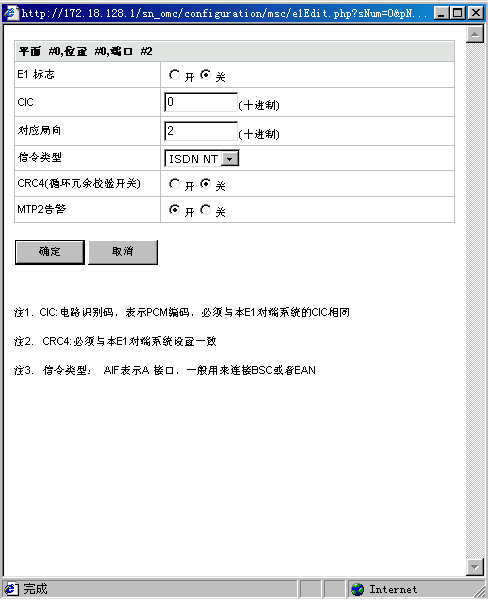 http://172.18.128.1/sn_omc/configuration/msc/e1Edit.php?sNum=0&pN...
平面 #0,位置 #0,端口 #2
E1 标志 开 关
CIC 0 (十进制)
对应局向 2 (十进制)
信令类型 ISDN NT
CRC4(循环冗余校验开关) 开 关
MTP2告警 开 关
确定 取消
注1. CIC:电路识别码，表示PCM编码，必须与本E1对端系统的CIC相同
注2. CRC4:必须与本E1对端系统设置一致
注3. 信令类型： AIF表示A 接口，一般用来连接BSC或者EAN
完成 Internet